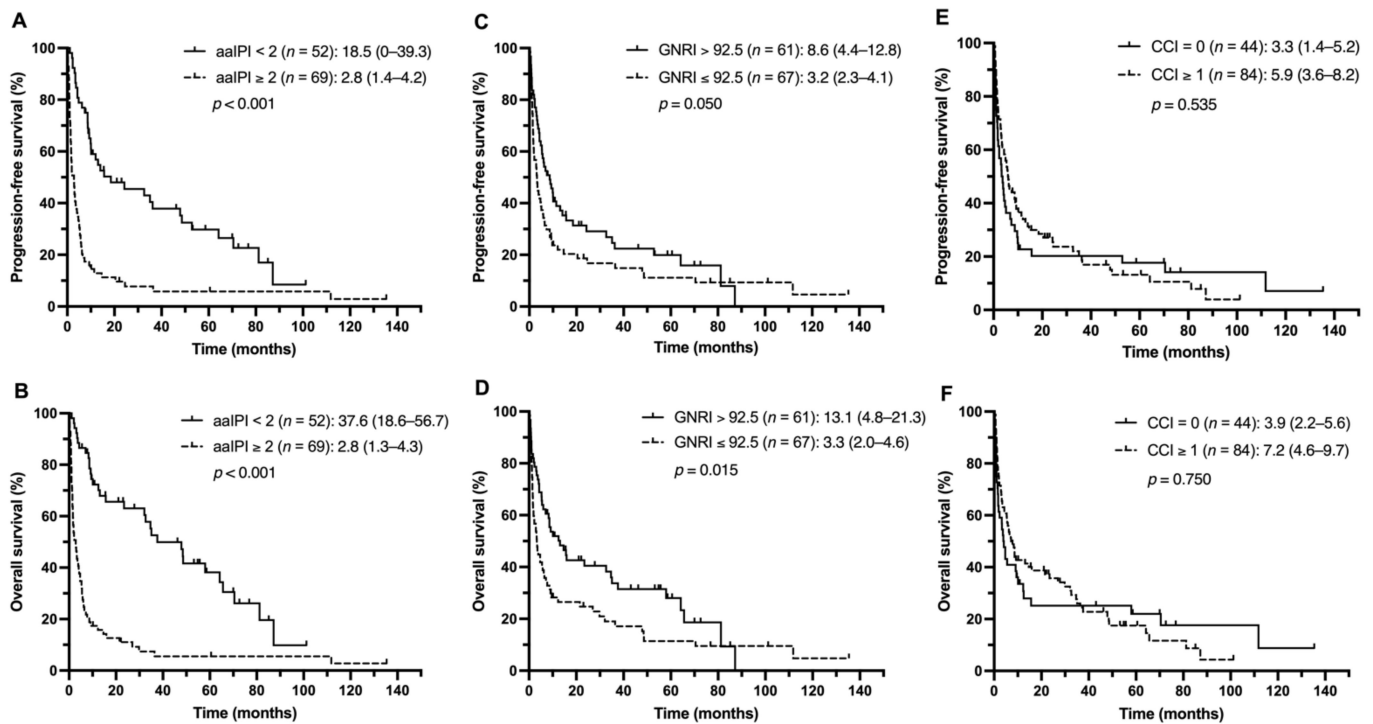 A
aaIPI < 2 (n = 52): 18.5 (0–39.3)
aaIPI ≥ 2 (n = 69): 2.8 (1.4–4.2)
p < 0.001
Progression-free survival (%)
100
80
60
40
20
0
0 20 40 60 80 100 120 140
Time (months)
C
GNRI > 92.5 (n = 61): 8.6 (4.4–12.8)
GNRI ≤ 92.5 (n = 67): 3.2 (2.3–4.1)
p = 0.050
Progression-free survival (%)
100
80
60
40
20
0
0 20 40 60 80 100 120 140
Time (months)
E
CCI = 0 (n = 44): 3.3 (1.4–5.2)
CCI ≥ 1 (n = 84): 5.9 (3.6–8.2)
p = 0.535
Progression-free survival (%)
100
80
60
40
20
0
0 20 40 60 80 100 120 140
Time (months)
B
aaIPI < 2 (n = 52): 37.6 (18.6–56.7)
aaIPI ≥ 2 (n = 69): 2.8 (1.3–4.3)
p < 0.001
Overall survival (%)
100
80
60
40
20
0
0 20 40 60 80 100 120 140
Time (months)
D
GNRI > 92.5 (n = 61): 13.1 (4.8–21.3)
GNRI ≤ 92.5 (n = 67): 3.3 (2.0–4.6)
p = 0.015
Overall survival (%)
100
80
60
40
20
0
0 20 40 60 80 100 120 140
Time (months)
F
CCI = 0 (n = 44): 3.9 (2.2–5.6)
CCI ≥ 1 (n = 84): 7.2 (4.6–9.7)
p = 0.750
Overall survival (%)
100
80
60
40
20
0
0 20 40 60 80 100 120 140
Time (months)